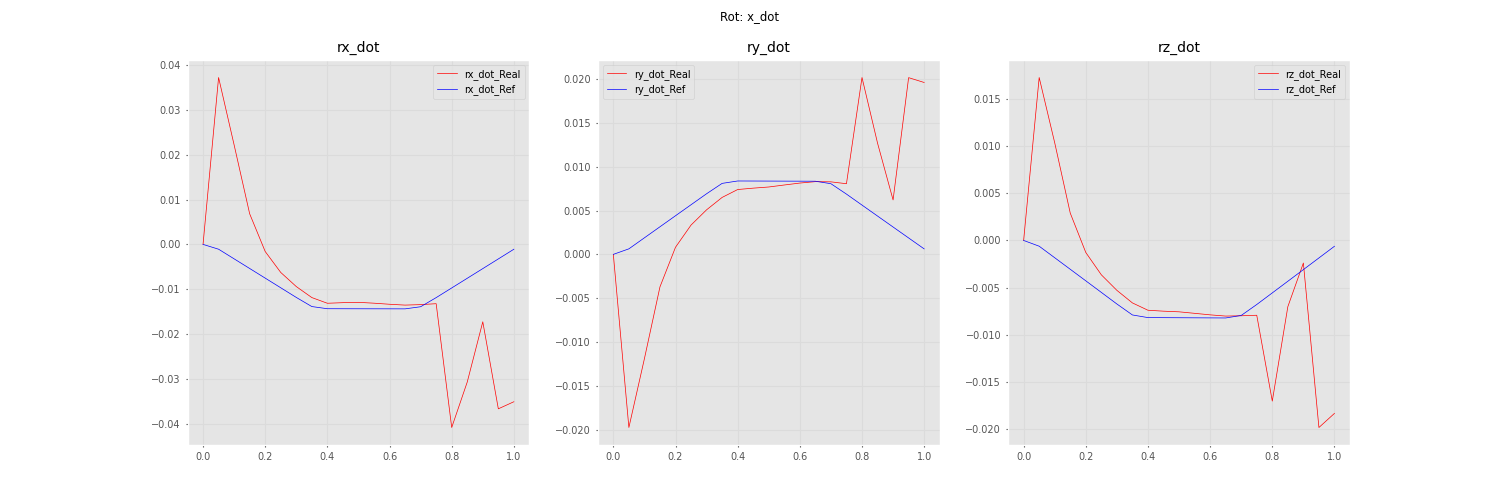 Rot: x_dot
rx_dot
0.04
0.03
0.02
0.01
0.00
−0.01
−0.02
−0.03
−0.04
0.0 0.2 0.4 0.6 0.8 1.0
rx_dot_Real
rx_dot_Ref
ry_dot
0.020
0.015
0.010
0.005
0.000
−0.005
−0.010
−0.015
−0.020
0.0 0.2 0.4 0.6 0.8 1.0
ry_dot_Real
ry_dot_Ref
rz_dot
0.015
0.010
0.005
0.000
−0.005
−0.010
−0.015
−0.020
0.0 0.2 0.4 0.6 0.8 1.0
rz_dot_Real
rz_dot_Ref